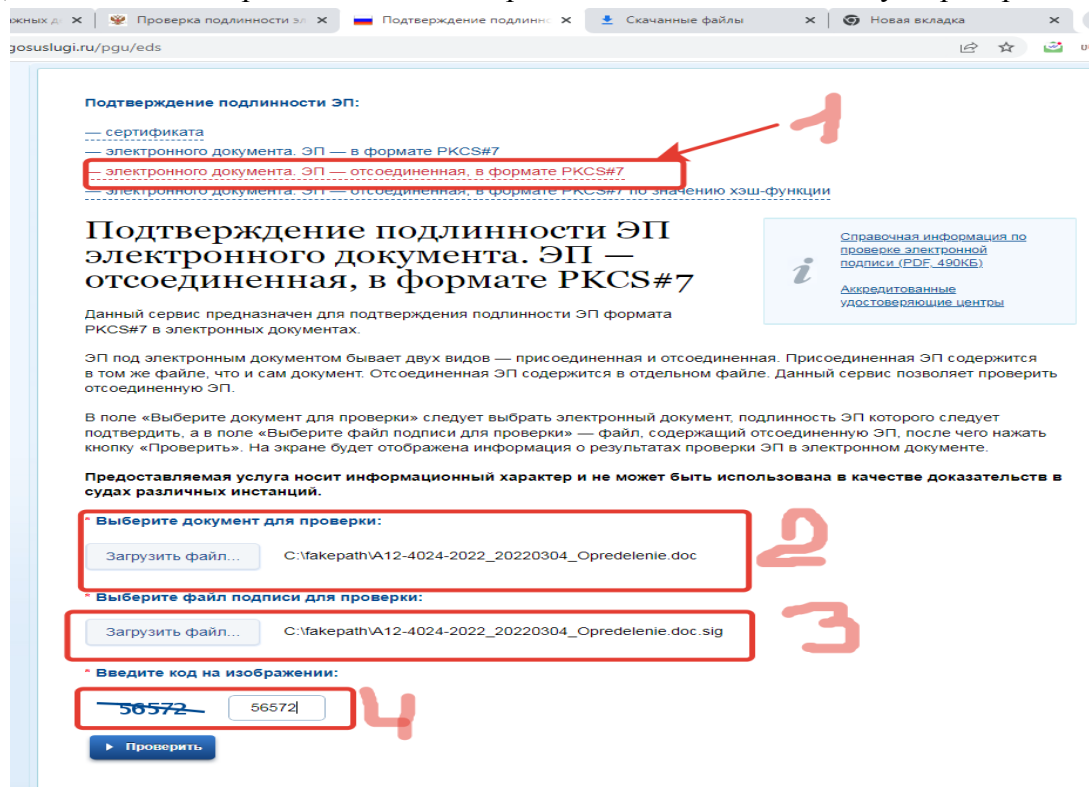 Проверка подлинности эл
Подтверждение подлинно
Скачанные файлы
Новая вкладка
gosuslugi.ru/pgu/eds
1
Подтверждение подлинности ЭП:
— сертификата
— электронного документа. ЭП — в формате PKCS#7
— электронного документа. ЭП — отсоединенная, в формате PKCS#7
— электронного документа. ЭП — отсоединенная, в формате PKCS#7 по значению хэш-функции
Подтверждение подлинности ЭП
электронного документа. ЭП —
отсоединенная, в формате PKCS#7
Справочная информация по
проверке электронной
подписи (PDF, 490КБ)
Аккредитованные
удостоверяющие центры
Данный сервис предназначен для подтверждения подлинности ЭП формата
PKCS#7 в электронных документах.
ЭП под электронным документом бывает двух видов — присоединенная и отсоединенная. Присоединенная ЭП содержится
в том же файле, что и сам документ. Отсоединенная ЭП содержится в отдельном файле. Данный сервис позволяет проверить
отсоединенную ЭП.
В поле «Выберите документ для проверки» следует выбрать электронный документ, подлинность ЭП которого следует
подтвердить, а в поле «Выберите файл подписи для проверки» — файл, содержащий отсоединенную ЭП, после чего нажать
кнопку «Проверить». На экране будет отображена информация о результатах проверки ЭП в электронном документе.
Предоставляемая услуга носит информационный характер и не может быть использована в качестве доказательств в
судах различных инстанций.
* Выберите документ для проверки:
Загрузить файл... C:\fakepath\A12-4024-2022_20220304_Opredelenie.doc
2
* Выберите файл подписи для проверки:
Загрузить файл... C:\fakepath\A12-4024-2022_20220304_Opredelenie.doc.sig
3
* Введите код на изображении:
56572 56572
4
Проверить